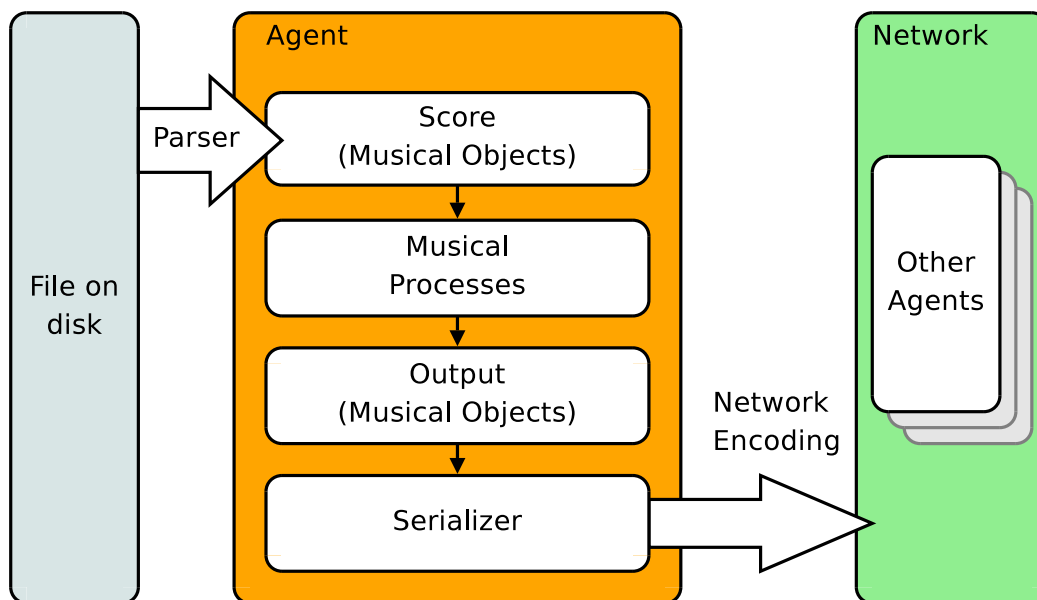 File on
disk
Parser
Agent
Score
(Musical Objects)
Musical
Processes
Output
(Musical Objects)
Serializer
Network
Encoding
Network
Other
Agents